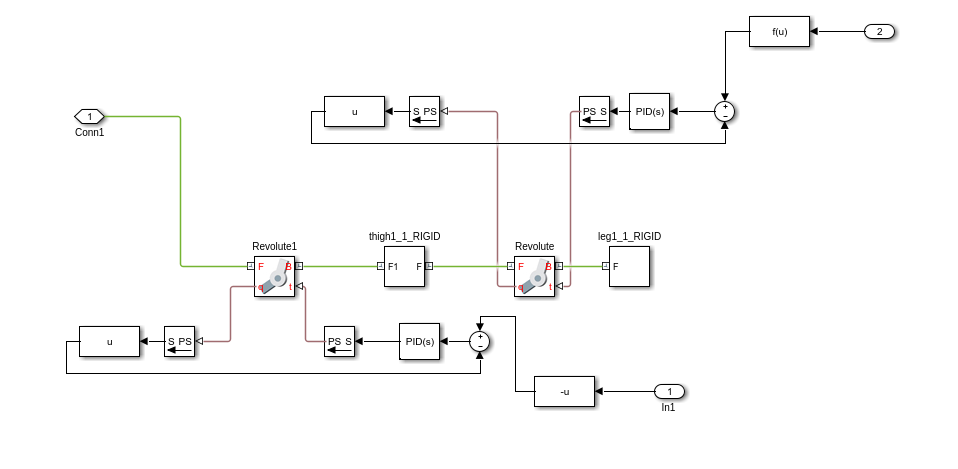 f(u)
2
u
S PS
PS S
PID(s)
+
−
1
Conn1
Revolute1
thigh1_1_RIGID
Revolute
leg1_1_RIGID
F B
q t
F1 F
F B
q t
F
u
S PS
PS S
PID(s)
+
−
-u
1
In1